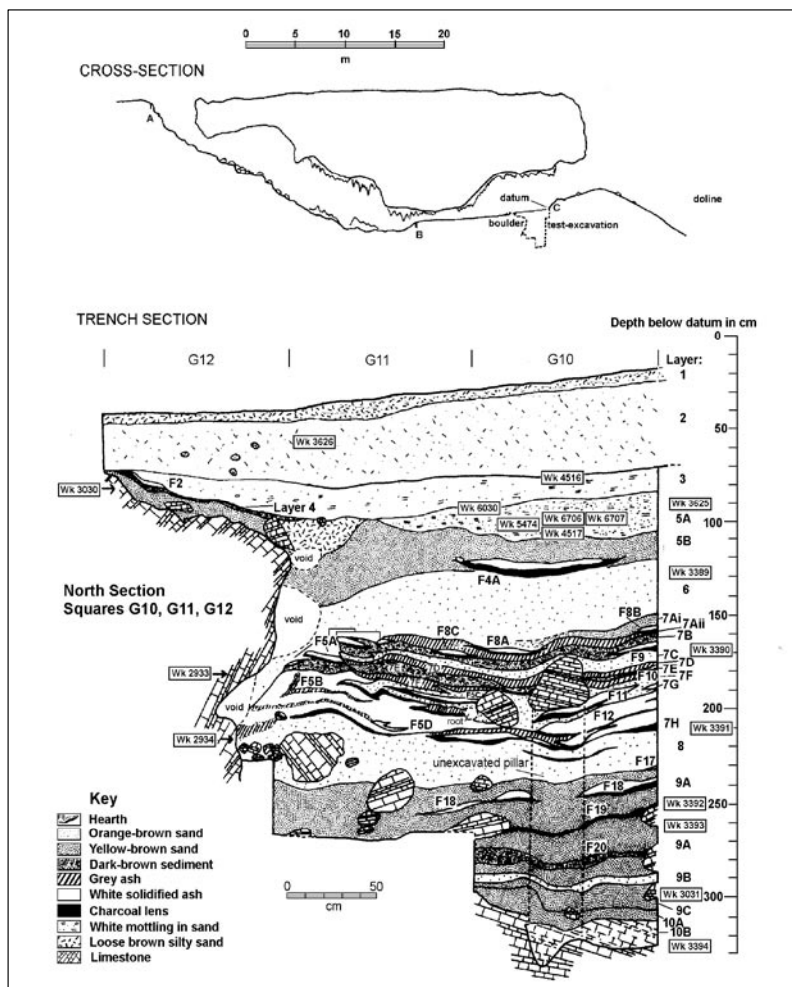 0 5 10 15 20
m
CROSS-SECTION
A
datum
C
doline
boulder
test-excavation
B
TRENCH SECTION
Depth below datum in cm
0
G12 G11 G10 Layer:
1
2
50
Wk 3626
F2
Wk 3030
Wk 4516
3
Layer 4
Wk 6030
Wk 3625
Wk 5474
Wk 6706
Wk 6707
5A
100
Wk 4517
5B
void
F4A
Wk 3389
6
North Section
Squares G10, G11, G12
void
150
F8B
7Ai
7Aii
F5A
F8C
F8A
7B
F9
7C
Wk 3390
7D
7E
Wk 2933
F5B
F10
7F
7G
void
F11
200
F5D
root
F12
7H
Wk 3391
Wk 2934
8
unexcavated pillar
F17
9A
F18
F18
250
F19
Wk 3392
Wk 3393
F20
9A
9B
Wk 3031
300
9C
10A
10B
Wk 3394
Key
Hearth
Orange-brown sand
Yellow-brown sand
Dark-brown sediment
Grey ash
White solidified ash
Charcoal lens
White mottling in sand
Loose brown silty sand
Limestone
0 50
cm